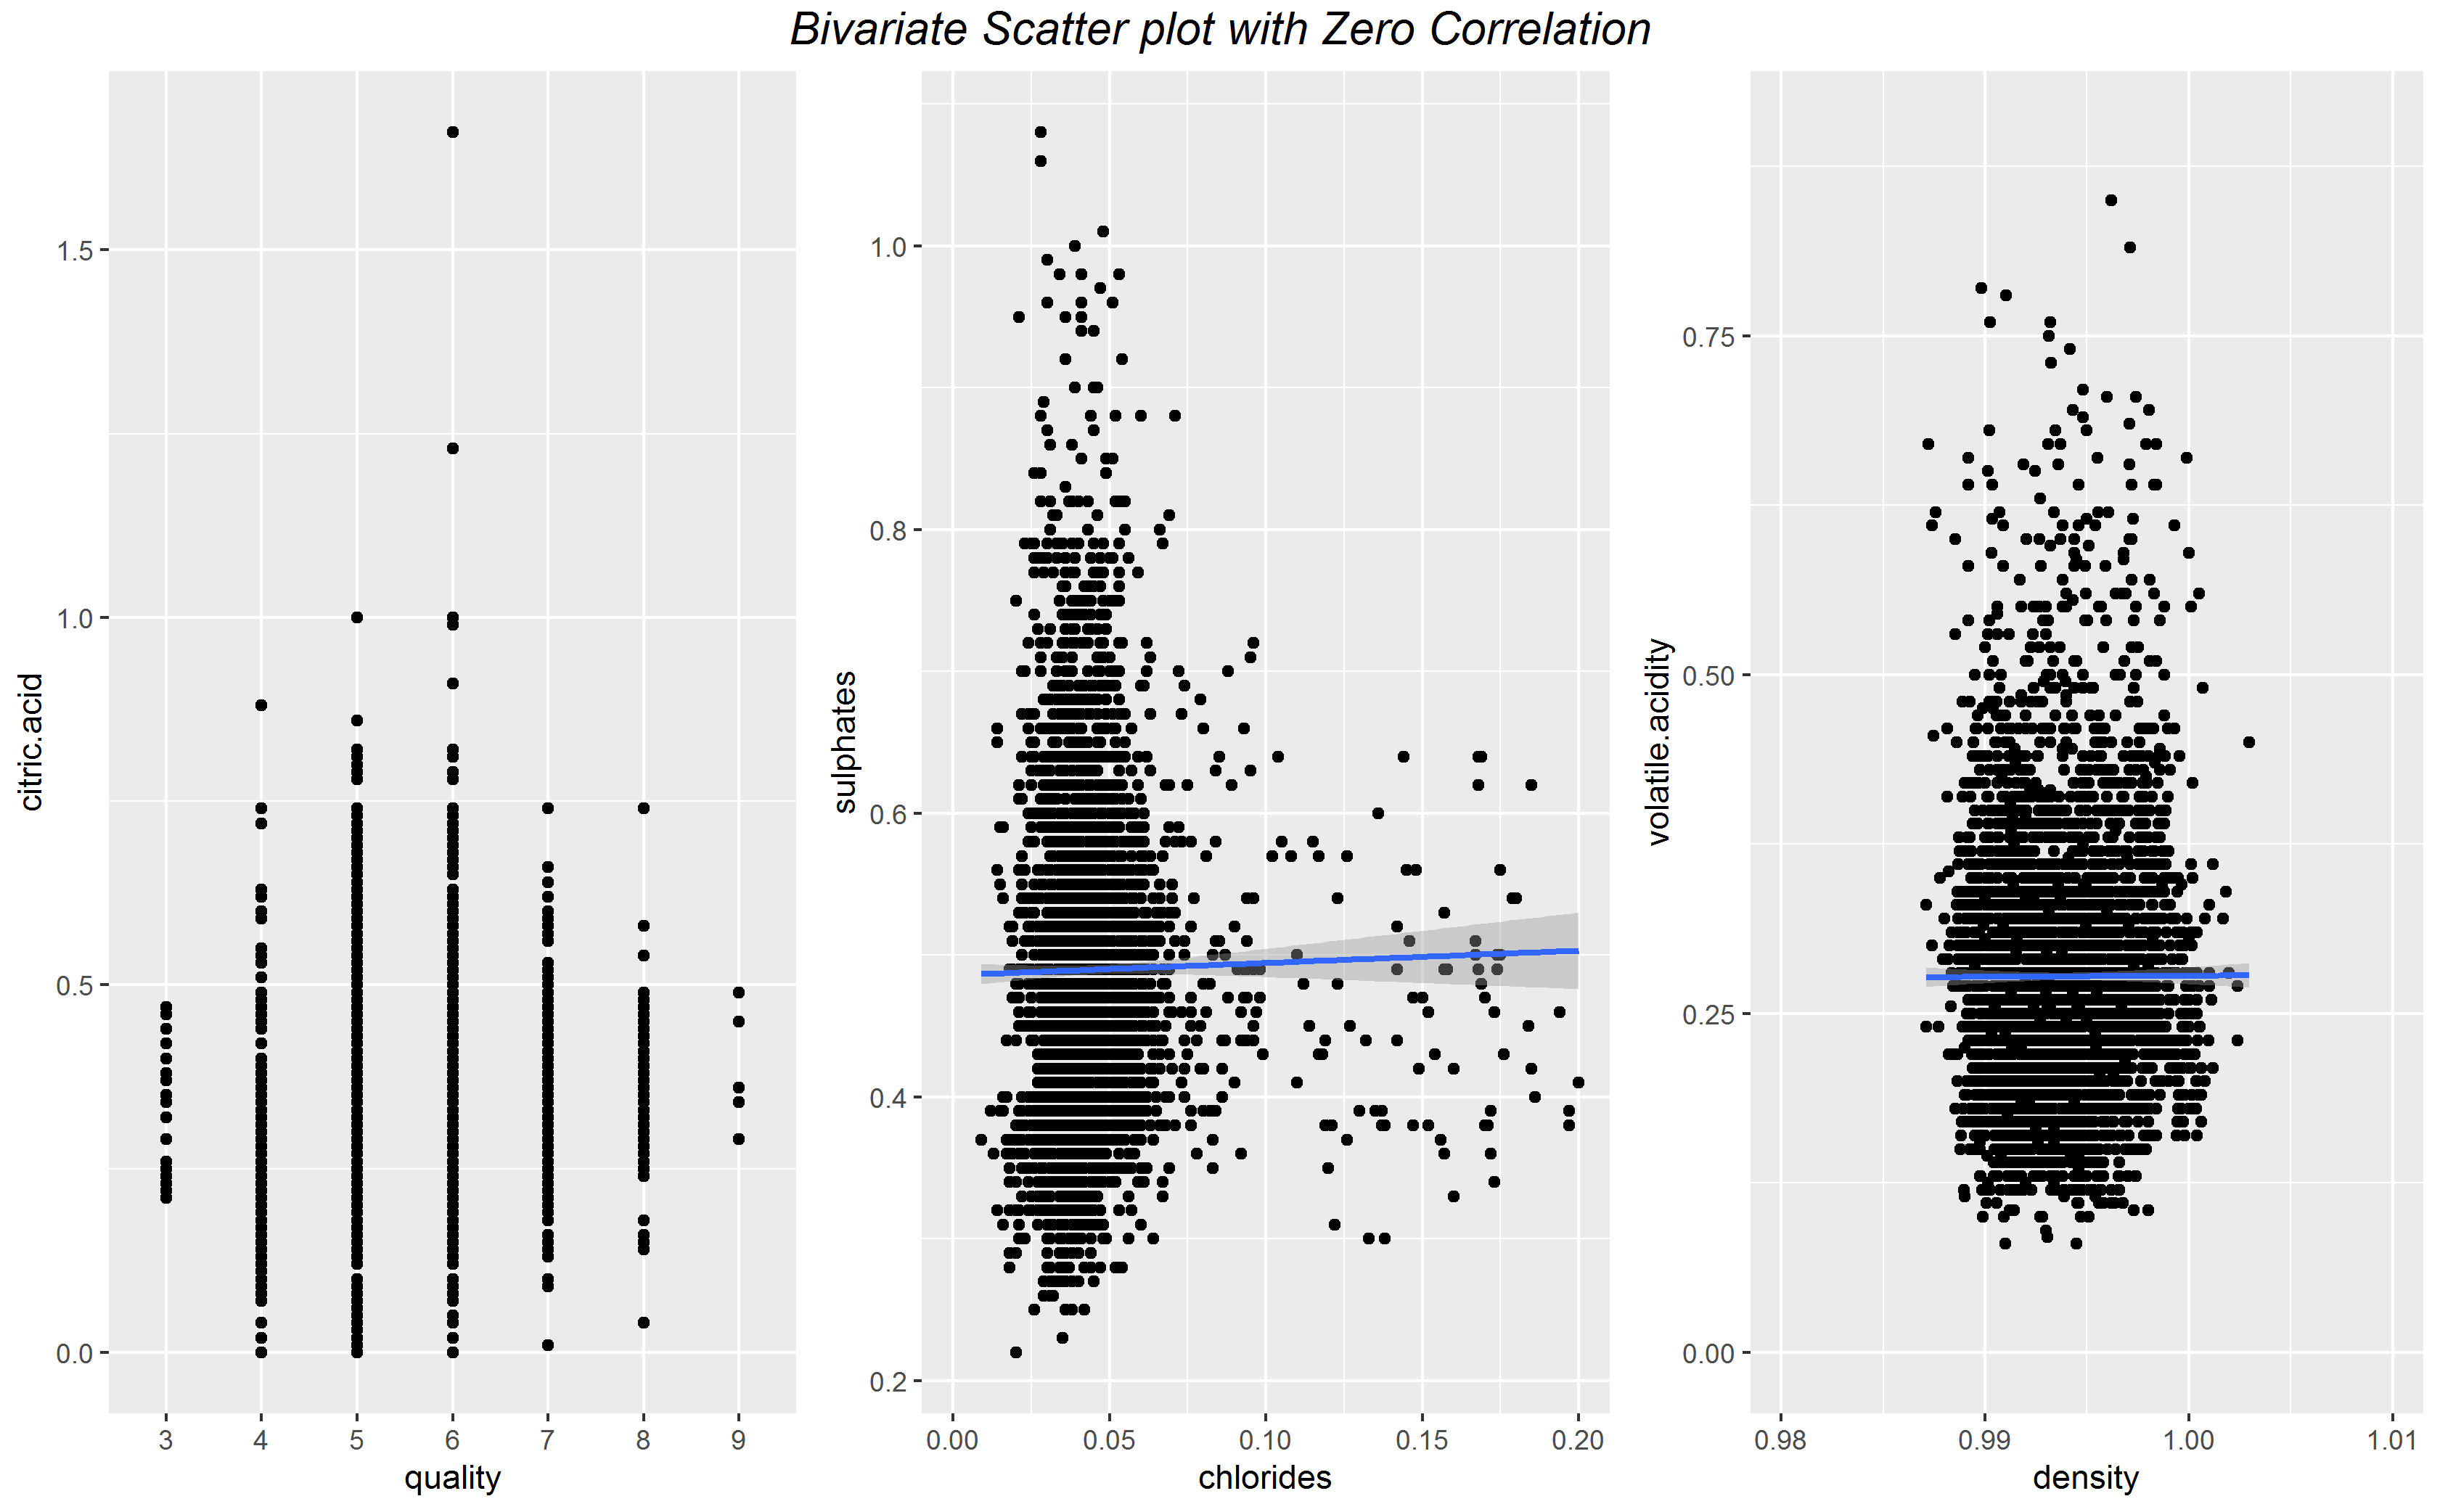 Bivariate Scatter plot with Zero Correlation
citric.acid
1.5
1.0
0.5
0.0
3 4 5 6 7 8 9
quality
sulphates
1.0
0.8
0.6
0.4
0.2
0.00 0.05 0.10 0.15 0.20
chlorides
volatile.acidity
0.75
0.50
0.25
0.00
0.98 0.99 1.00 1.01
density